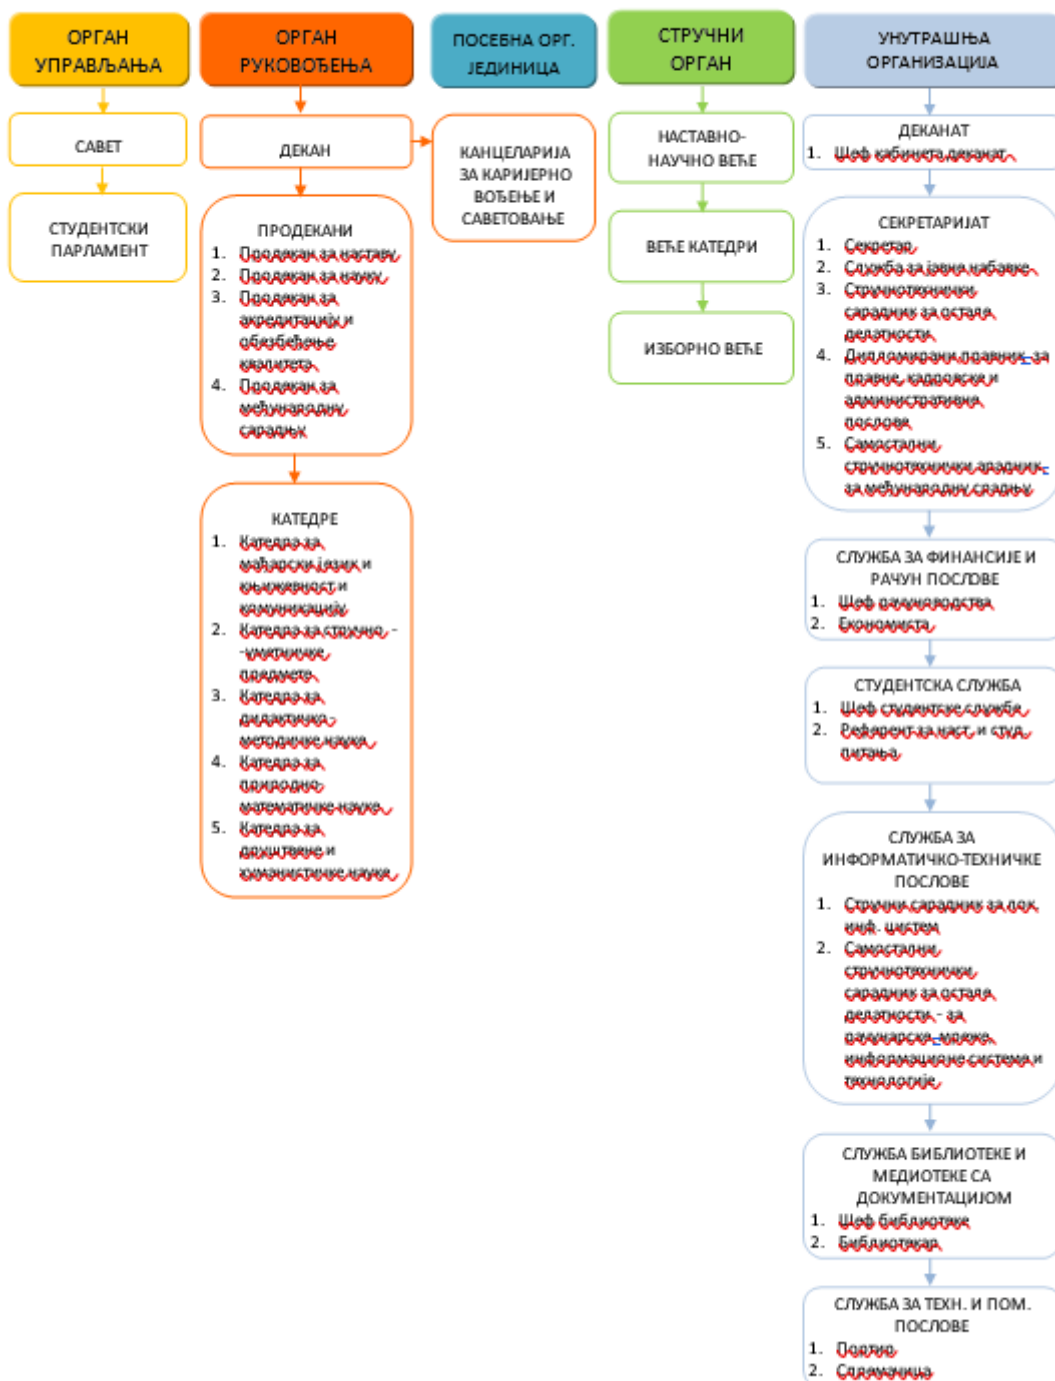 ОРГАН
УПРАВЉАЊА
САВЕТ
СТУДЕНТСКИ
ПАРЛАМЕНТ
ОРГАН
РУКОВОЂЕЊА
ДЕКАН
ПРОДЕКАНИ
1. Продекан за наставу
2. Продекан за науку
3. Продекан за
акредитацију и
обезбеђење
квалитета
4. Продекан за
међународну
сарадњу
КАТЕДРЕ
1. Катедра за
мађарски језик и
књижевност и
комуникацију
2. Катедра за стручно -
-уметничке
предмете
3. Катедра за
дидактичко-
методичке науке
4. Катедра за
природно-
математичке науке
5. Катедра за
друштвене и
хуманистичке науке
ПОСЕБНА ОРГ.
ЈЕДИНИЦА
КАНЦЕЛАРИЈА
ЗА КАРИЈЕРНО
ВОЂЕЊЕ И
САВЕТОВАЊЕ
СТРУЧНИ
ОРГАН
НАСТАВНО-
НАУЧНО ВЕЋЕ
ВЕЋЕ КАТЕДРИ
ИЗБОРНО ВЕЋЕ
УНУТРАШЊА
ОРГАНИЗАЦИЈА
ДЕКАНАТ
1. Шеф кабинета деканат
СЕКРЕТАРИЈАТ
1. Секретар
2. Служба за јавне набавке
3. Стручнотехнички
сарадник за остале
делатности
4. Дипломирани правник за
правне, кадровске и
административне
послове
5. Самостални
стручнотехнички арадник
за међународну срадњу
СЛУЖБА ЗА ФИНАНСИЈЕ И
РАЧУН ПОСЛОВЕ
1. Шеф рачуноводства
2. Економиста
СТУДЕНТСКА СЛУЖБА
1. Шеф студентске службе
2. Референт за наст. и студ.
питања
СЛУЖБА ЗА
ИНФОРМАТИЧКО-ТЕХНИЧКЕ
ПОСЛОВЕ
1. Стручни сарадник за лок.
инф. цистем
2. Самостални
стручнотехнички
сарадник за остале
делатности - за
рачунарске мреже
информационе системе и
технологије
СЛУЖБА БИБЛИОТЕКЕ И
МЕДИОТЕКЕ СА
ДОКУМЕНТАЦИЈОМ
1. Шеф библиотеке
2. Библиотекар
СЛУЖБА ЗА ТЕХН. И ПОМ.
ПОСЛОВЕ
1. Портир
2. Спремачица